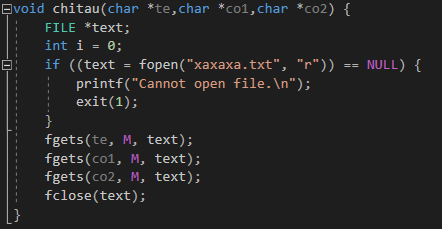 void chitau(char *te,char *co1,char *co2) {
FILE *text;
int i = 0;
if ((text = fopen("xaxaxa.txt", "r")) == NULL) {
printf("Cannot open file.\n");
exit(1);
}
fgets(te, M, text);
fgets(co1, M, text);
fgets(co2, M, text);
fclose(text);
}